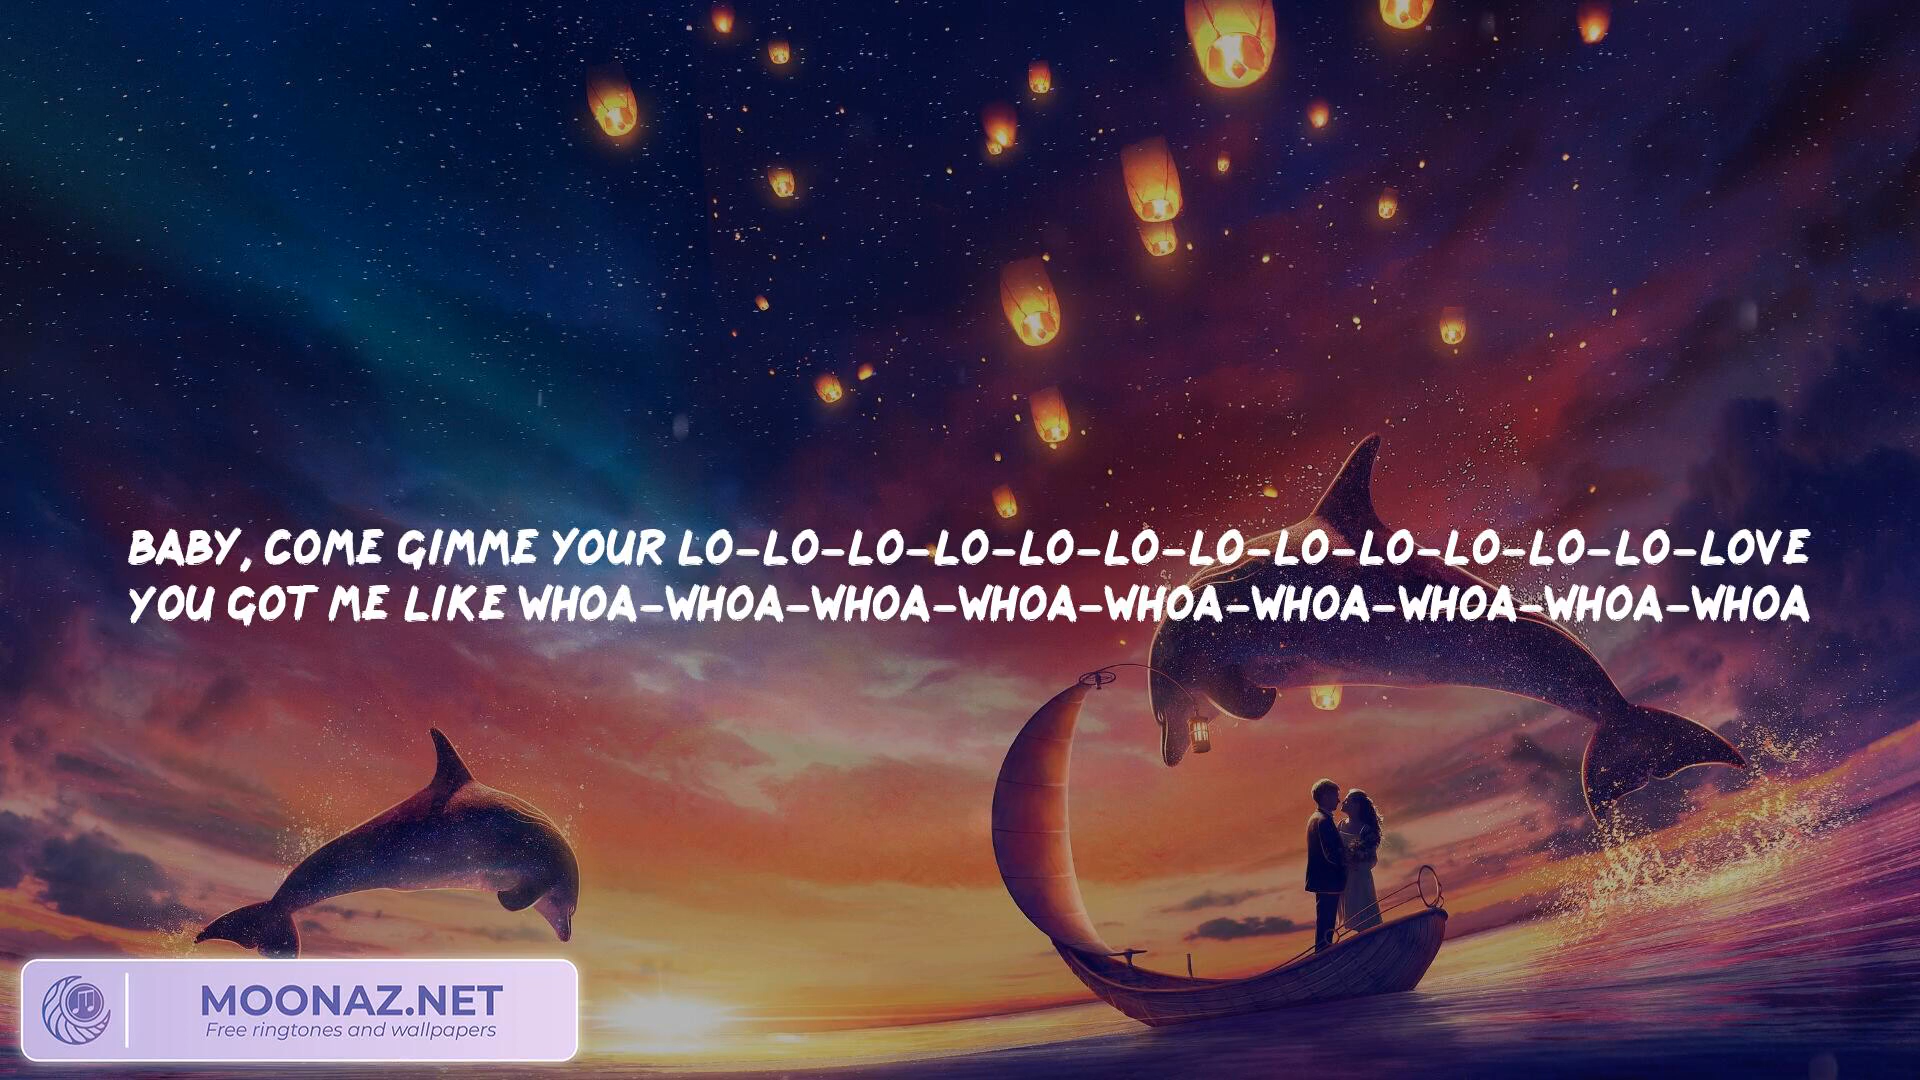 BABY, COME GIMME YOUR LO-LO-LO-LO-LO-LO-LO-LO-LO-LO-LO-LO-LOVE
YOU GOT ME LIKE WHOA-WHOA-WHOA-WHOA-WHOA-WHOA-WHOA-WHOA-WHOA
MOONAZ.NET
Free ringtones and wallpapers